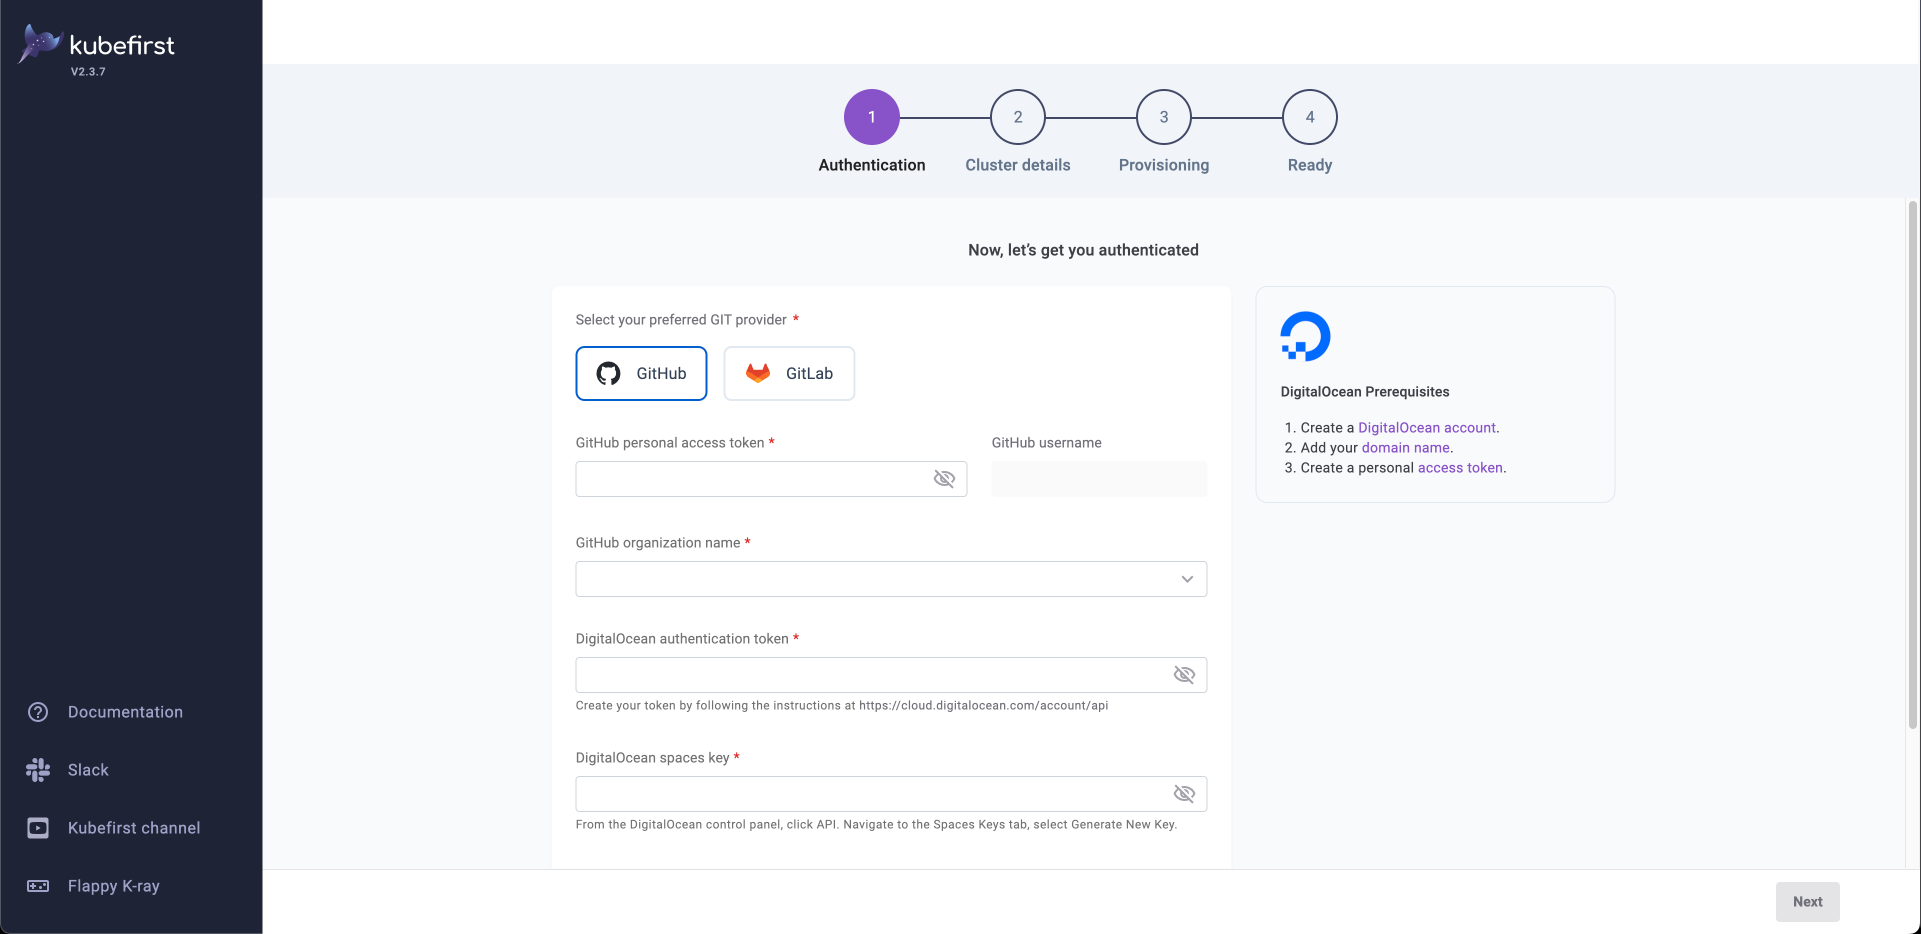 kubefirst
V2.3.7
1
2
3
4
Authentication
Cluster details
Provisioning
Ready
Now, let’s get you authenticated
Select your preferred GIT provider *
GitHub
GitLab
GitHub personal access token *
GitHub username
GitHub organization name *
DigitalOcean authentication token *
Create your token by following the instructions at https://cloud.digitalocean.com/account/api
DigitalOcean spaces key *
From the DigitalOcean control panel, click API. Navigate to the Spaces Keys tab, select Generate New Key.
DigitalOcean Prerequisites
1. Create a DigitalOcean account.
2. Add your domain name.
3. Create a personal access token.
Documentation
Slack
Kubefirst channel
Flappy K-ray
Next